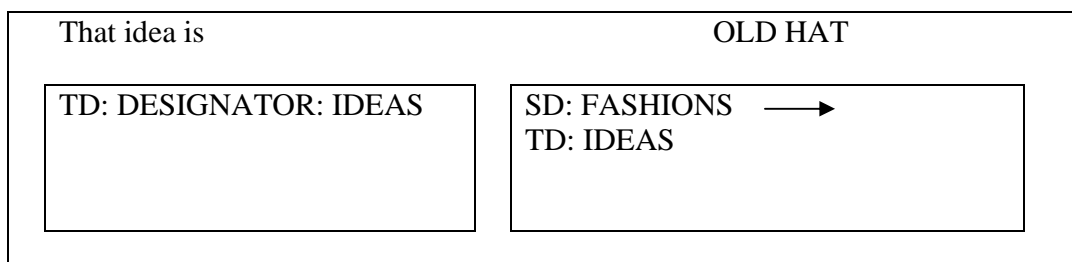 That idea is OLD HAT
TD: DESIGNATOR: IDEAS
SD: FASHIONS
TD: IDEAS